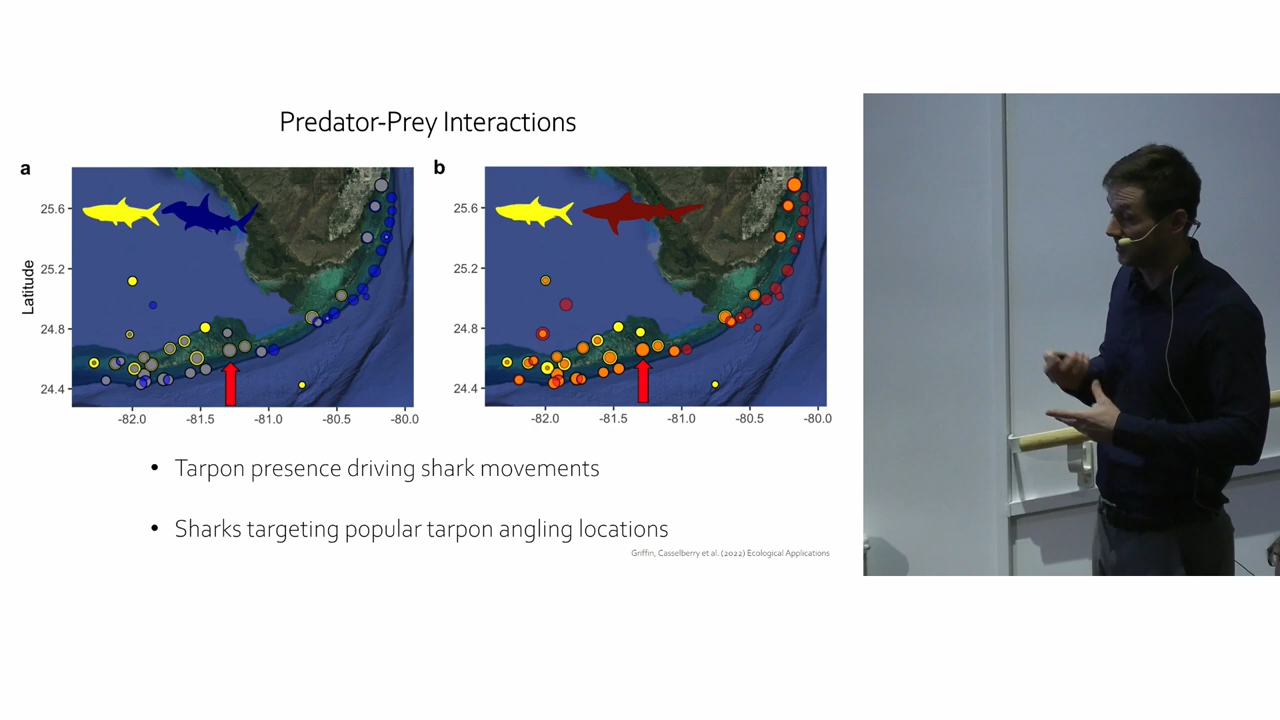 Predator-Prey Interactions
a
b
Latitude
25.6
25.2
24.8
24.4
-82.0 -81.5 -81.0 -80.5 -80.0
25.6
25.2
24.8
24.4
-82.0 -81.5 -81.0 -80.5 -80.0
• Tarpon presence driving shark movements
• Sharks targeting popular tarpon angling locations
Griffin, Casselberry et al. (2022) Ecological Applications